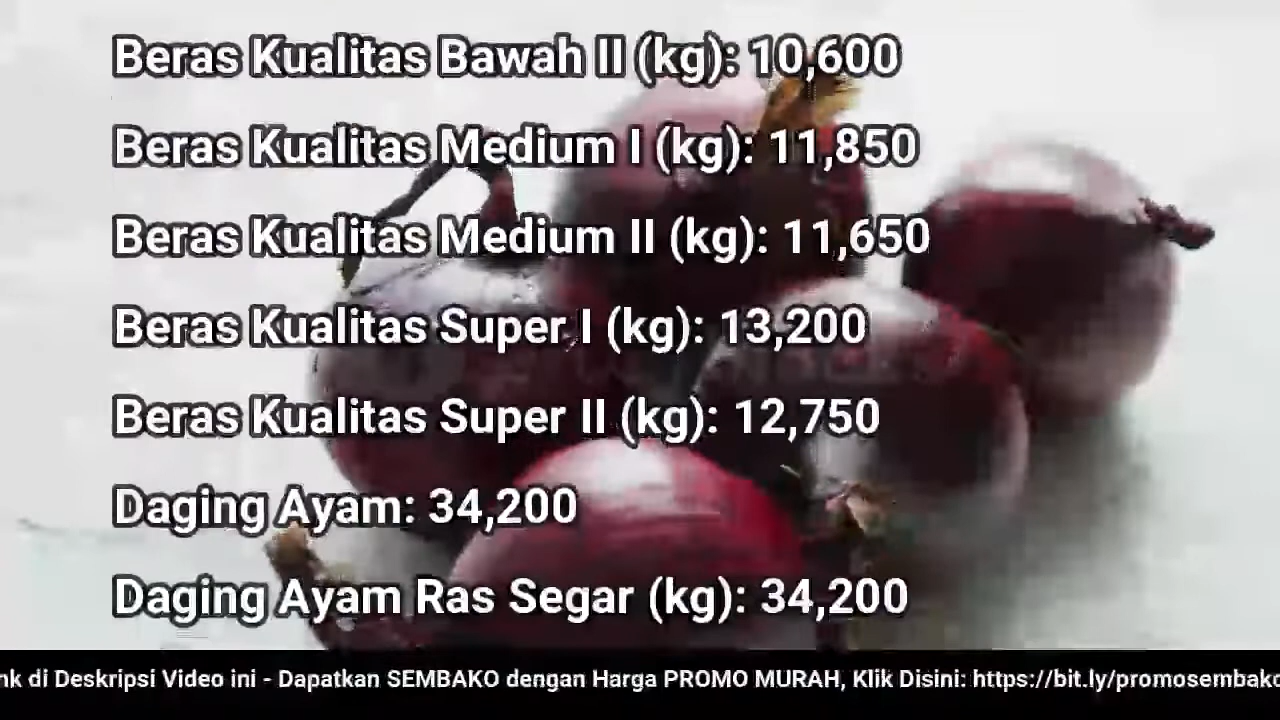 Beras Kualitas Bawah II (kg): 10,600
Beras Kualitas Medium I (kg): 11,850
Beras Kualitas Medium II (kg): 11,650
Beras Kualitas Super I (kg): 13,200
Beras Kualitas Super II (kg): 12,750
Daging Ayam: 34,200
Daging Ayam Ras Segar (kg): 34,200
nk di Deskripsi Video ini - Dapatkan SEMBAKO dengan Harga PROMO MURAH, Klik Disini: https://bit.ly/promosembako